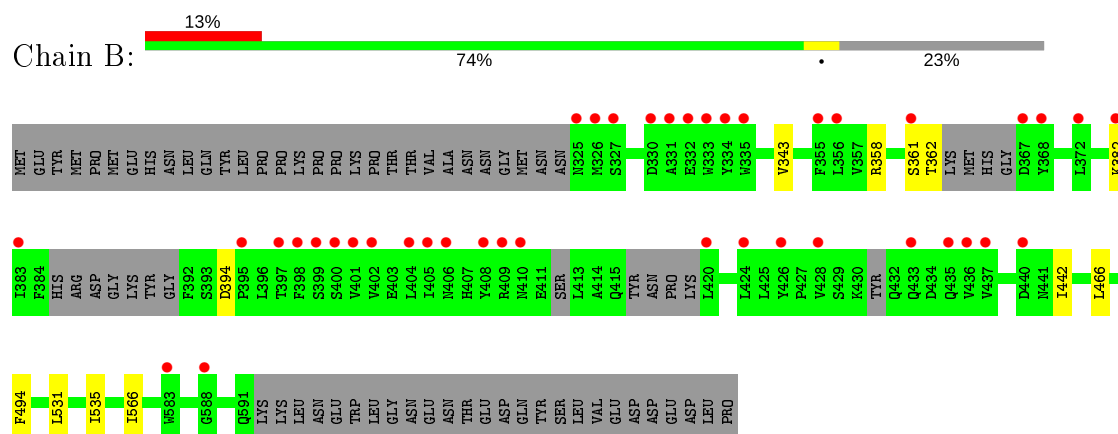 13%
Chain B:
74% • 23%
MET GLU TYR MET PRO MET GLU HIS ASN LEU GLN TYR LEU PRO PRO LYS PRO PRO LYS PRO THR THR VAL ALA ASN ASN GLY MET ASN ASN N325 M326 S327 D330 A331 E332 W333 Y334 W335 V343 F355 L356 V357 R358 S361 T362 LYS MET HIS GLY D367 Y368 L372 K382
I383 F384 HIS ARG ASP GLY LYS TYR GLY F392 S393 D394 P395 L396 T397 F398 S399 S400 V401 V402 E403 L404 I405 N406 H407 Y408 R409 N410 E411 SER L413 A414 Q415 TYR ASN PRO LYS L420 L424 L425 Y426 P427 V428 S429 K430 TYR Q432 Q433 D434 Q435 V436 V437 D440 N441 I442 L466
F494 L531 I535 I566 W583 G588 Q591 LYS LYS LEU ASN GLU TRP LEU GLY ASN GLU ASN THR GLU ASP GLN TYR SER LEU VAL GLU ASP ASP GLU ASP LEU PRO